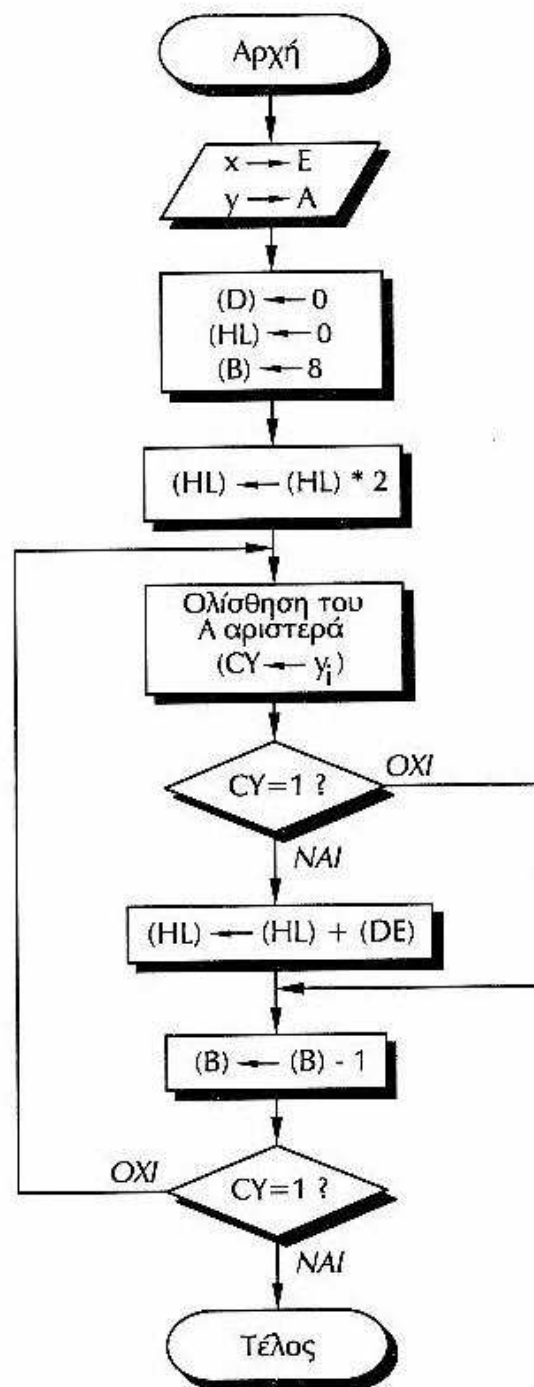 Αρχή
x → E
y → A
(D) ← 0
(HL) ← 0
(B) ← 8
(HL) ← (HL) * 2
Ολίσθηση του
Α αριστερά
(CY ← yi)
CY=1 ?
ΟΧΙ
ΝΑΙ
(HL) ← (HL) + (DE)
(B) ← (B) - 1
ΟΧΙ
CY=1 ?
ΝΑΙ
Τέλος